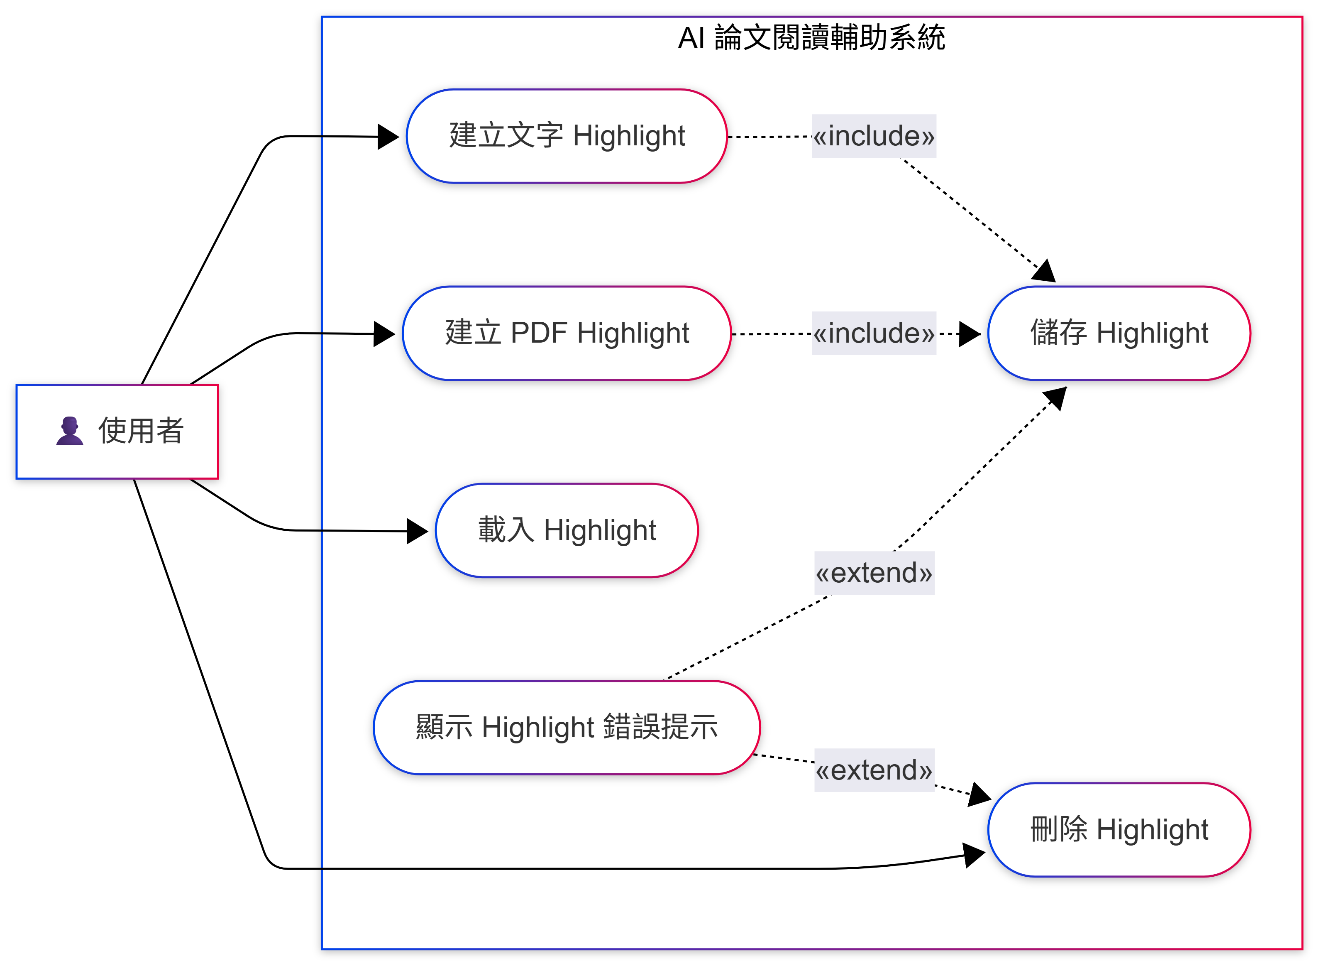 AI 論文閱讀輔助系統
建立文字 Highlight
«include»
建立 PDF Highlight
«include»
儲存 Highlight
使用者
載入 Highlight
«extend»
顯示 Highlight 錯誤提示
«extend»
刪除 Highlight